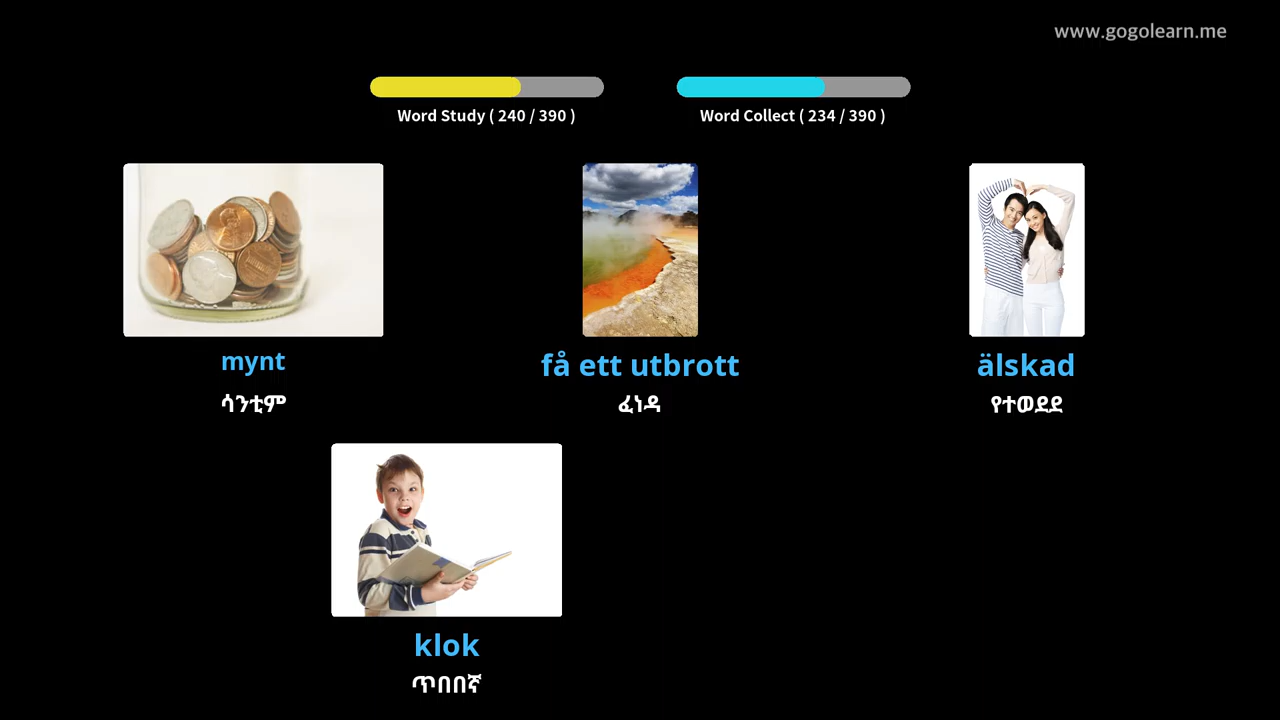 www.gogolearn.me
Word Study ( 240 / 390 )
Word Collect ( 234 / 390 )
mynt
ሳንቲም
få ett utbrott
ፈነዳ
älskad
የተወደደ
klok
ጥበበኛ